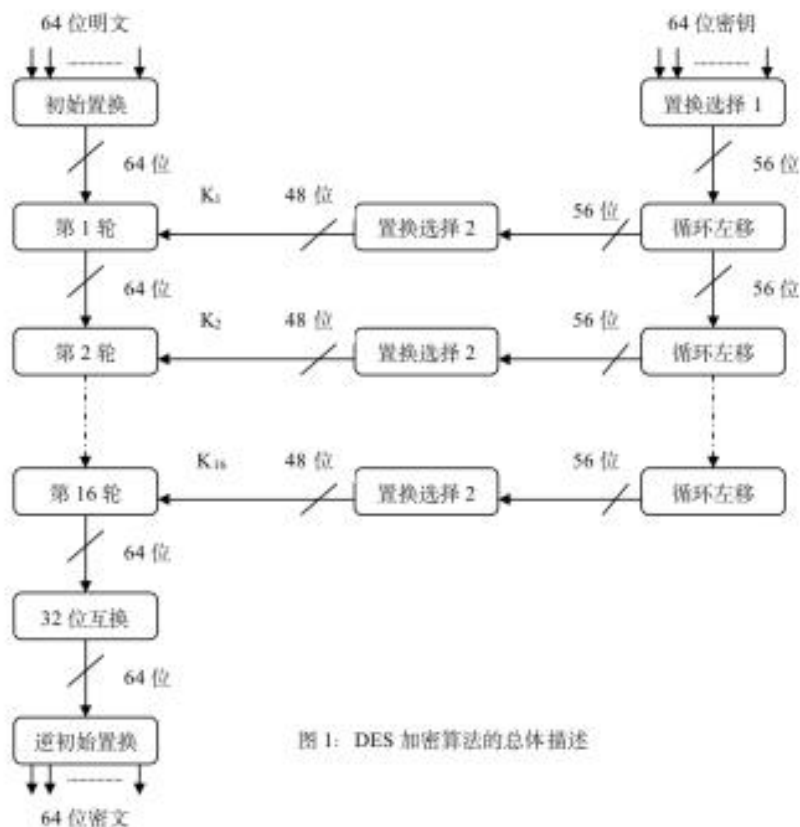 64 位明文
64 位密钥
初始置换
置换选择 1
64 位
56 位
K₁
48 位
56 位
第 1 轮
置换选择 2
循环左移
64 位
56 位
K₂
48 位
56 位
第 2 轮
置换选择 2
循环左移
K₁₆
48 位
56 位
第 16 轮
置换选择 2
循环左移
64 位
32 位互换
64 位
逆初始置换
图 1: DES 加密算法的总体描述
64 位密文